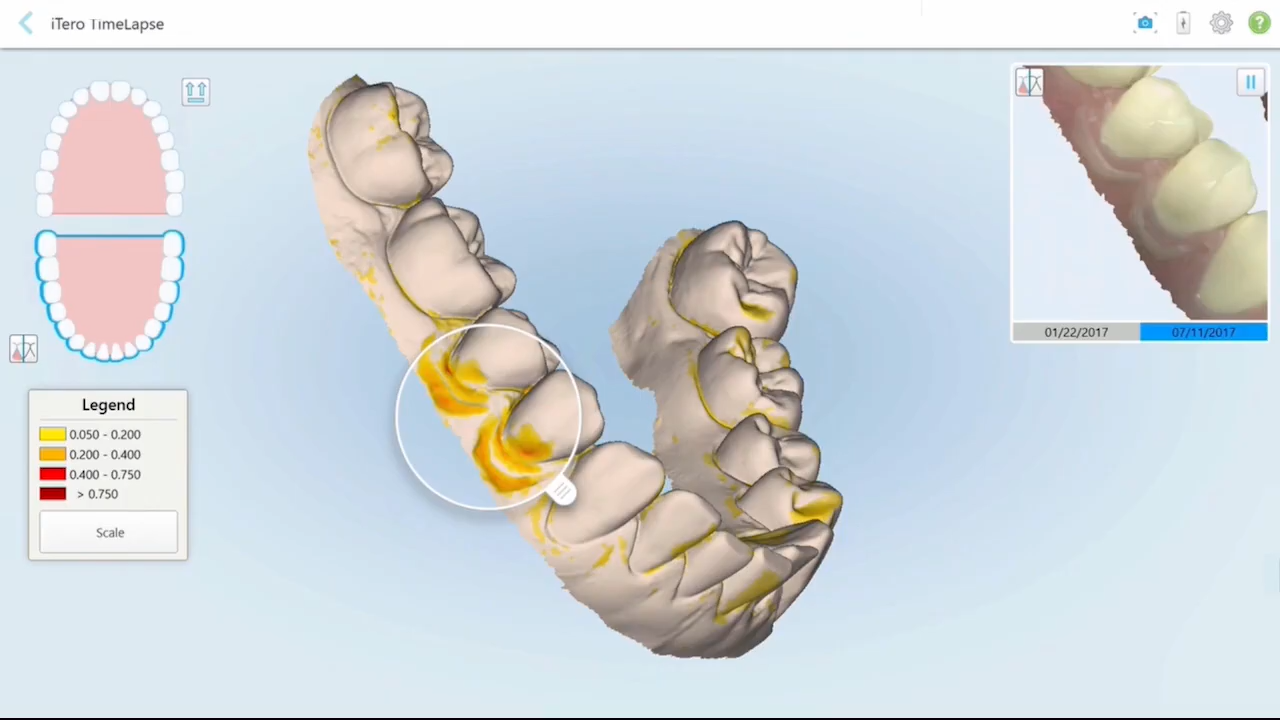 iTero TimeLapse
?
01/22/2017
07/11/2017
Legend
0.050 - 0.200
0.200 - 0.400
0.400 - 0.750
> 0.750
Scale